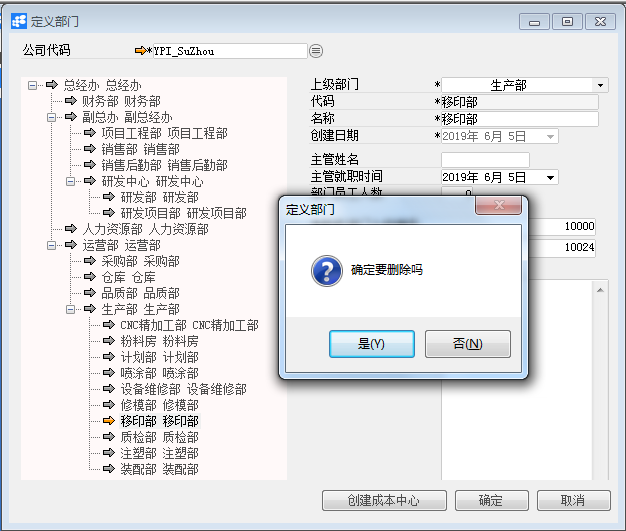 定义部门
公司代码 *YPI_SuZhou
总经办 总经办
财务部 财务部
副总办 副总经办
项目工程部 项目工程部
销售部 销售部
销售后勤部 销售后勤部
研发中心 研发中心
研发部 研发部
研发项目部 研发项目部
人力资源部 人力资源部
运营部 运营部
采购部 采购部
仓库 仓库
品质部 品质部
生产部 生产部
CNC精加工部 CNC精加工部
粉料房 粉料房
计划部 计划部
喷涂部 喷涂部
设备维修部 设备维修部
修模部 修模部
移印部 移印部
质检部 质检部
注塑部 注塑部
装配部 装配部
上级部门 * 生产部
代码 *移印部
名称 *移印部
创建日期 *2019年 6月 5日
主管姓名
主管就职时间 2019年 6月 5日
部门员工人数 0
10000
10024
定义部门
确定要删除吗
是(Y) 否(N)
创建成本中心 确定 取消